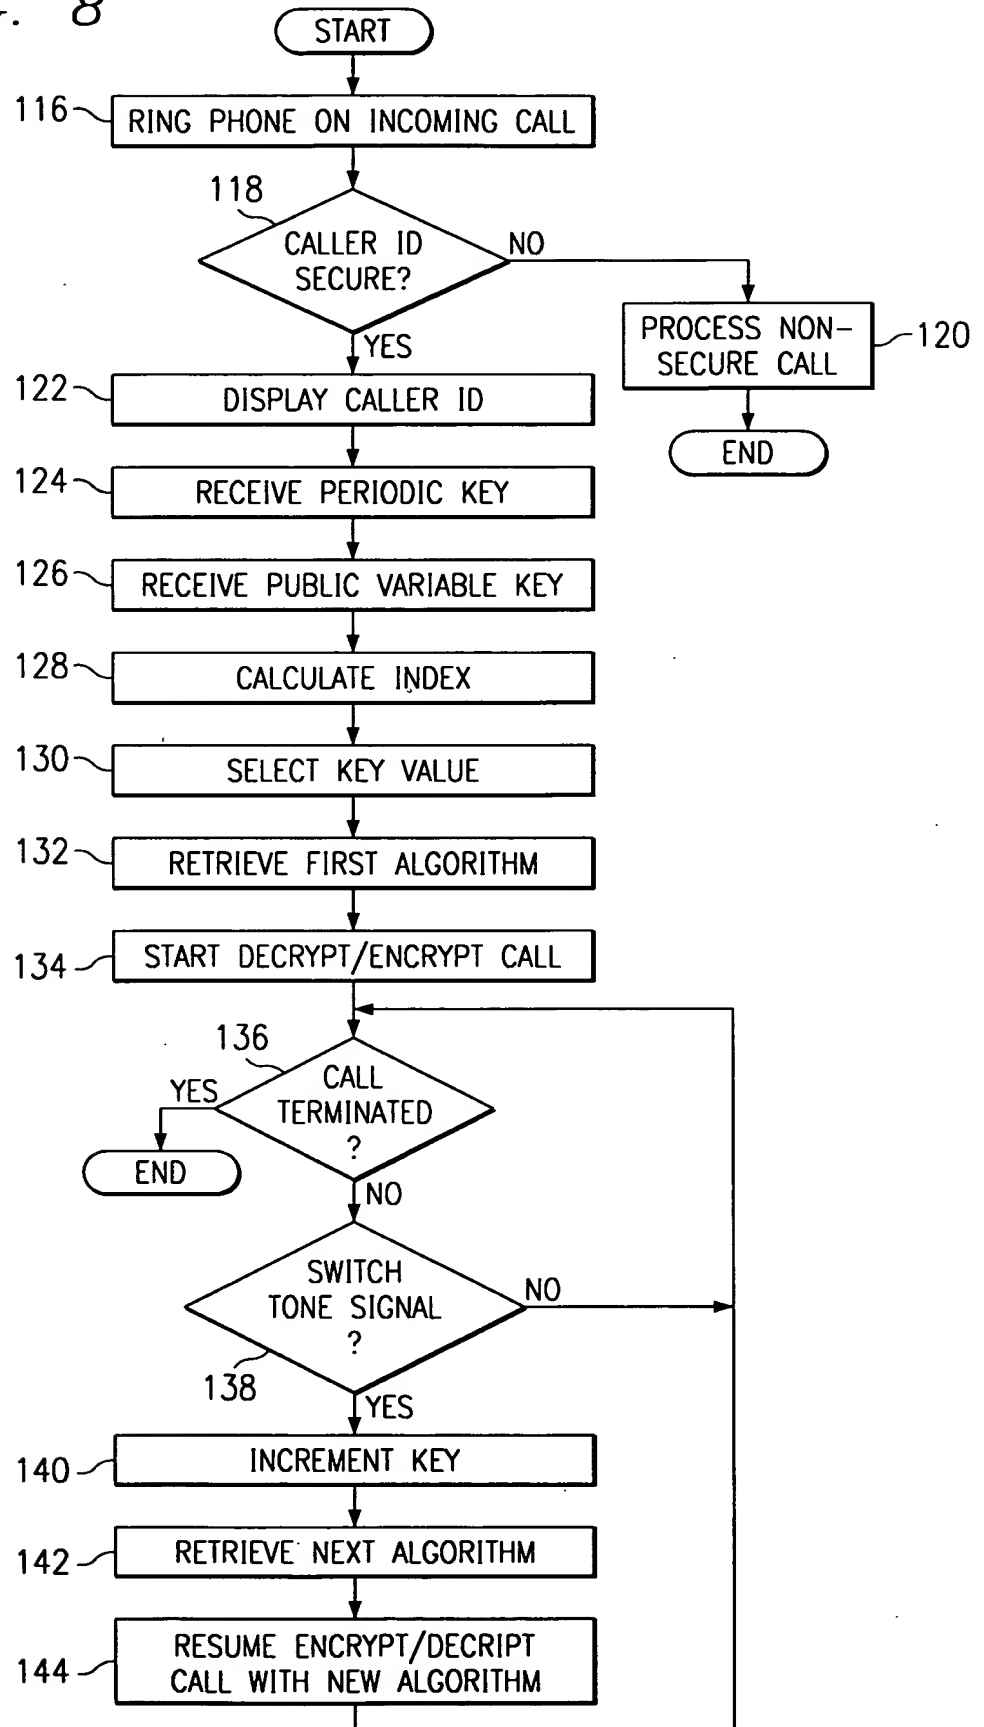 8
START
116
RING PHONE ON INCOMING CALL
118
CALLER ID
SECURE?
NO
YES
PROCESS NON-
SECURE CALL
120
END
122
DISPLAY CALLER ID
124
RECEIVE PERIODIC KEY
126
RECEIVE PUBLIC VARIABLE KEY
128
CALCULATE INDEX
130
SELECT KEY VALUE
132
RETRIEVE FIRST ALGORITHM
134
START DECRYPT/ENCRYPT CALL
136
CALL
TERMINATED
?
YES
END
NO
SWITCH
TONE SIGNAL
?
NO
138
YES
140
INCREMENT KEY
142
RETRIEVE NEXT ALGORITHM
144
RESUME ENCRYPT/DECRIPT
CALL WITH NEW ALGORITHM